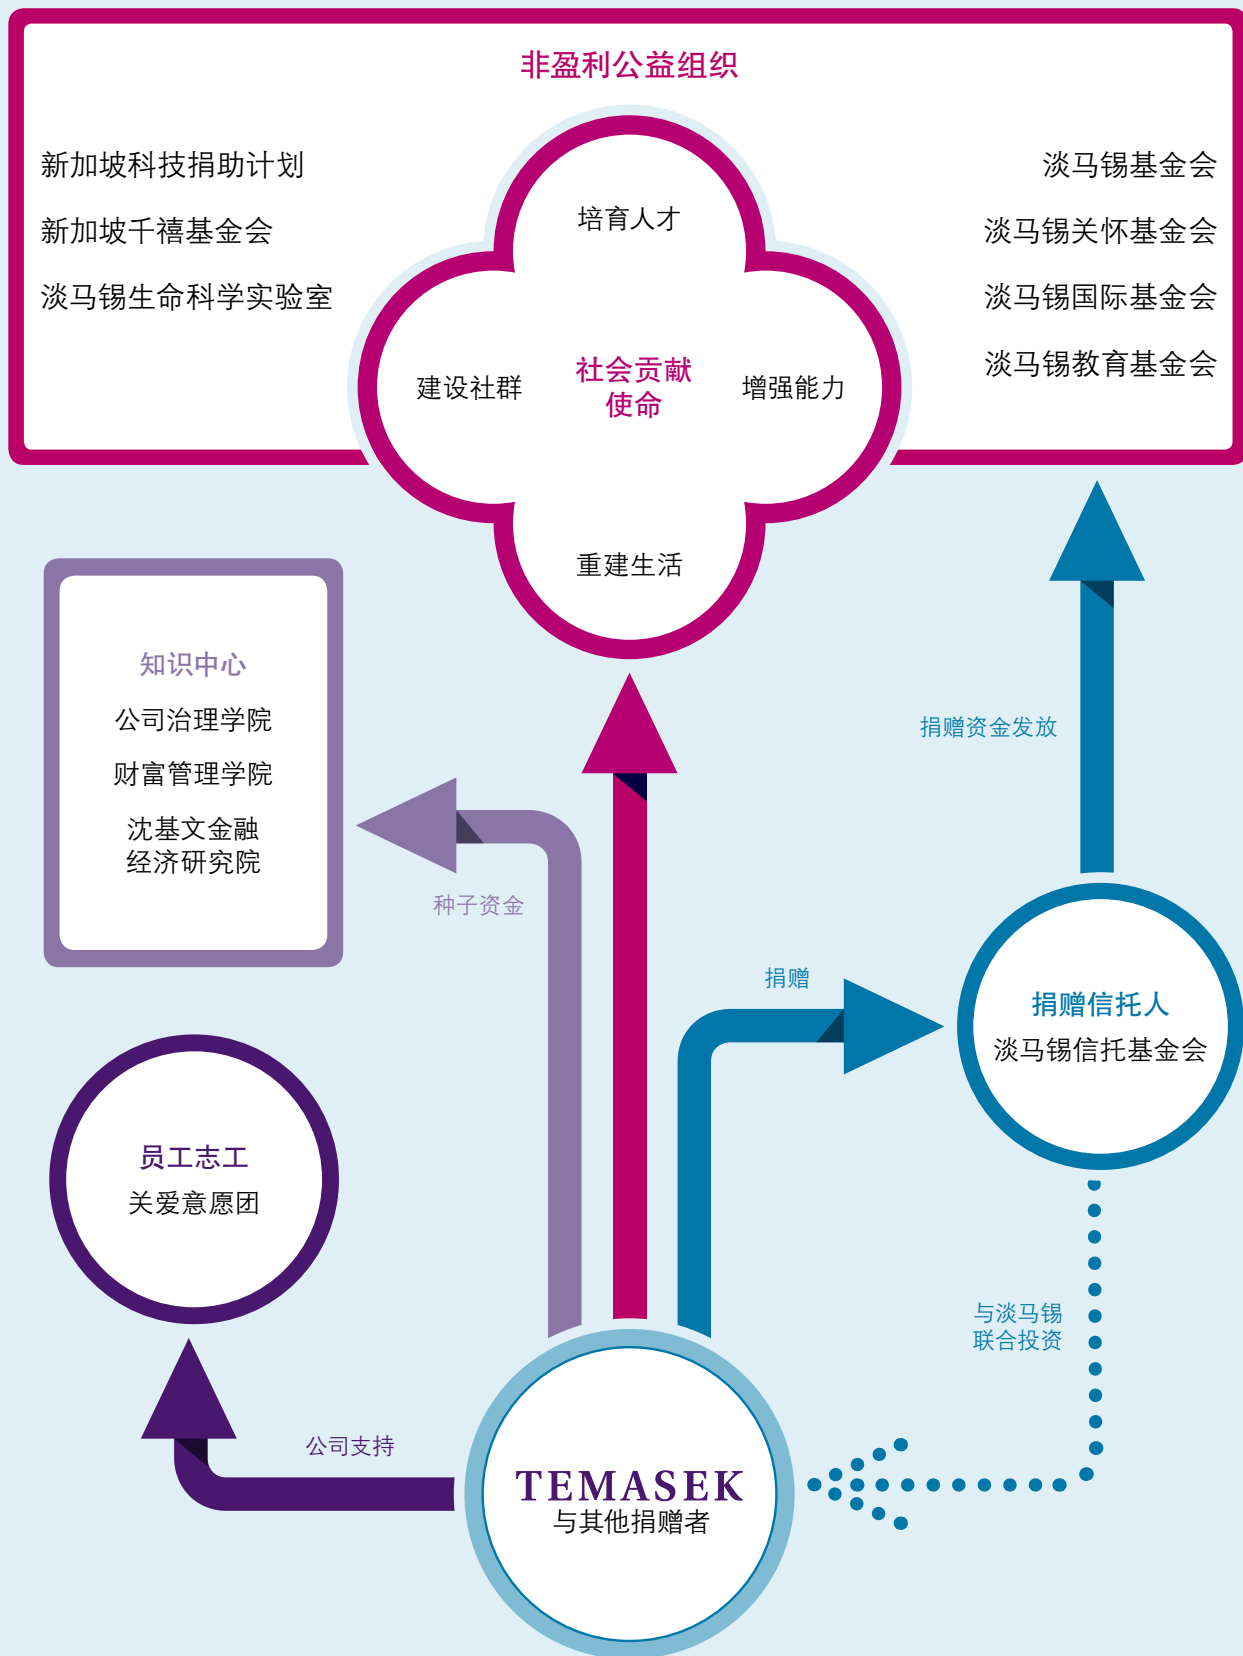 非盈利公益组织
新加坡科技捐助计划
新加坡千禧基金会
淡马锡生命科学实验室
淡马锡基金会
淡马锡关怀基金会
淡马锡国际基金会
淡马锡教育基金会
培育人才
建设社群
社会贡献
使命
增强能力
重建生活
知识中心
公司治理学院
财富管理学院
沈基文金融
经济研究院
种子资金
捐赠资金发放
捐赠
捐赠信托人
淡马锡信托基金会
员工志工
关爱意愿团
与淡马锡
联合投资
公司支持
TEMASEK
与其他捐赠者